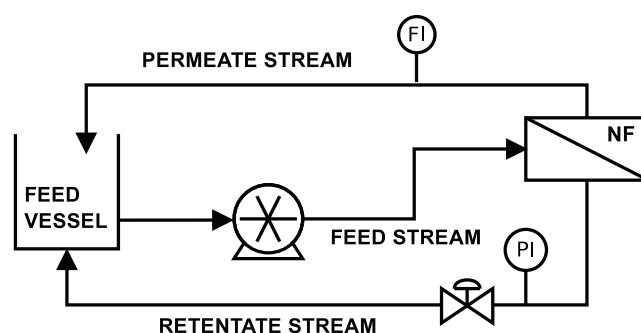 FI
PERMEATE STREAM
NF
FEED
VESSEL
FEED STREAM
PI
RETENTATE STREAM